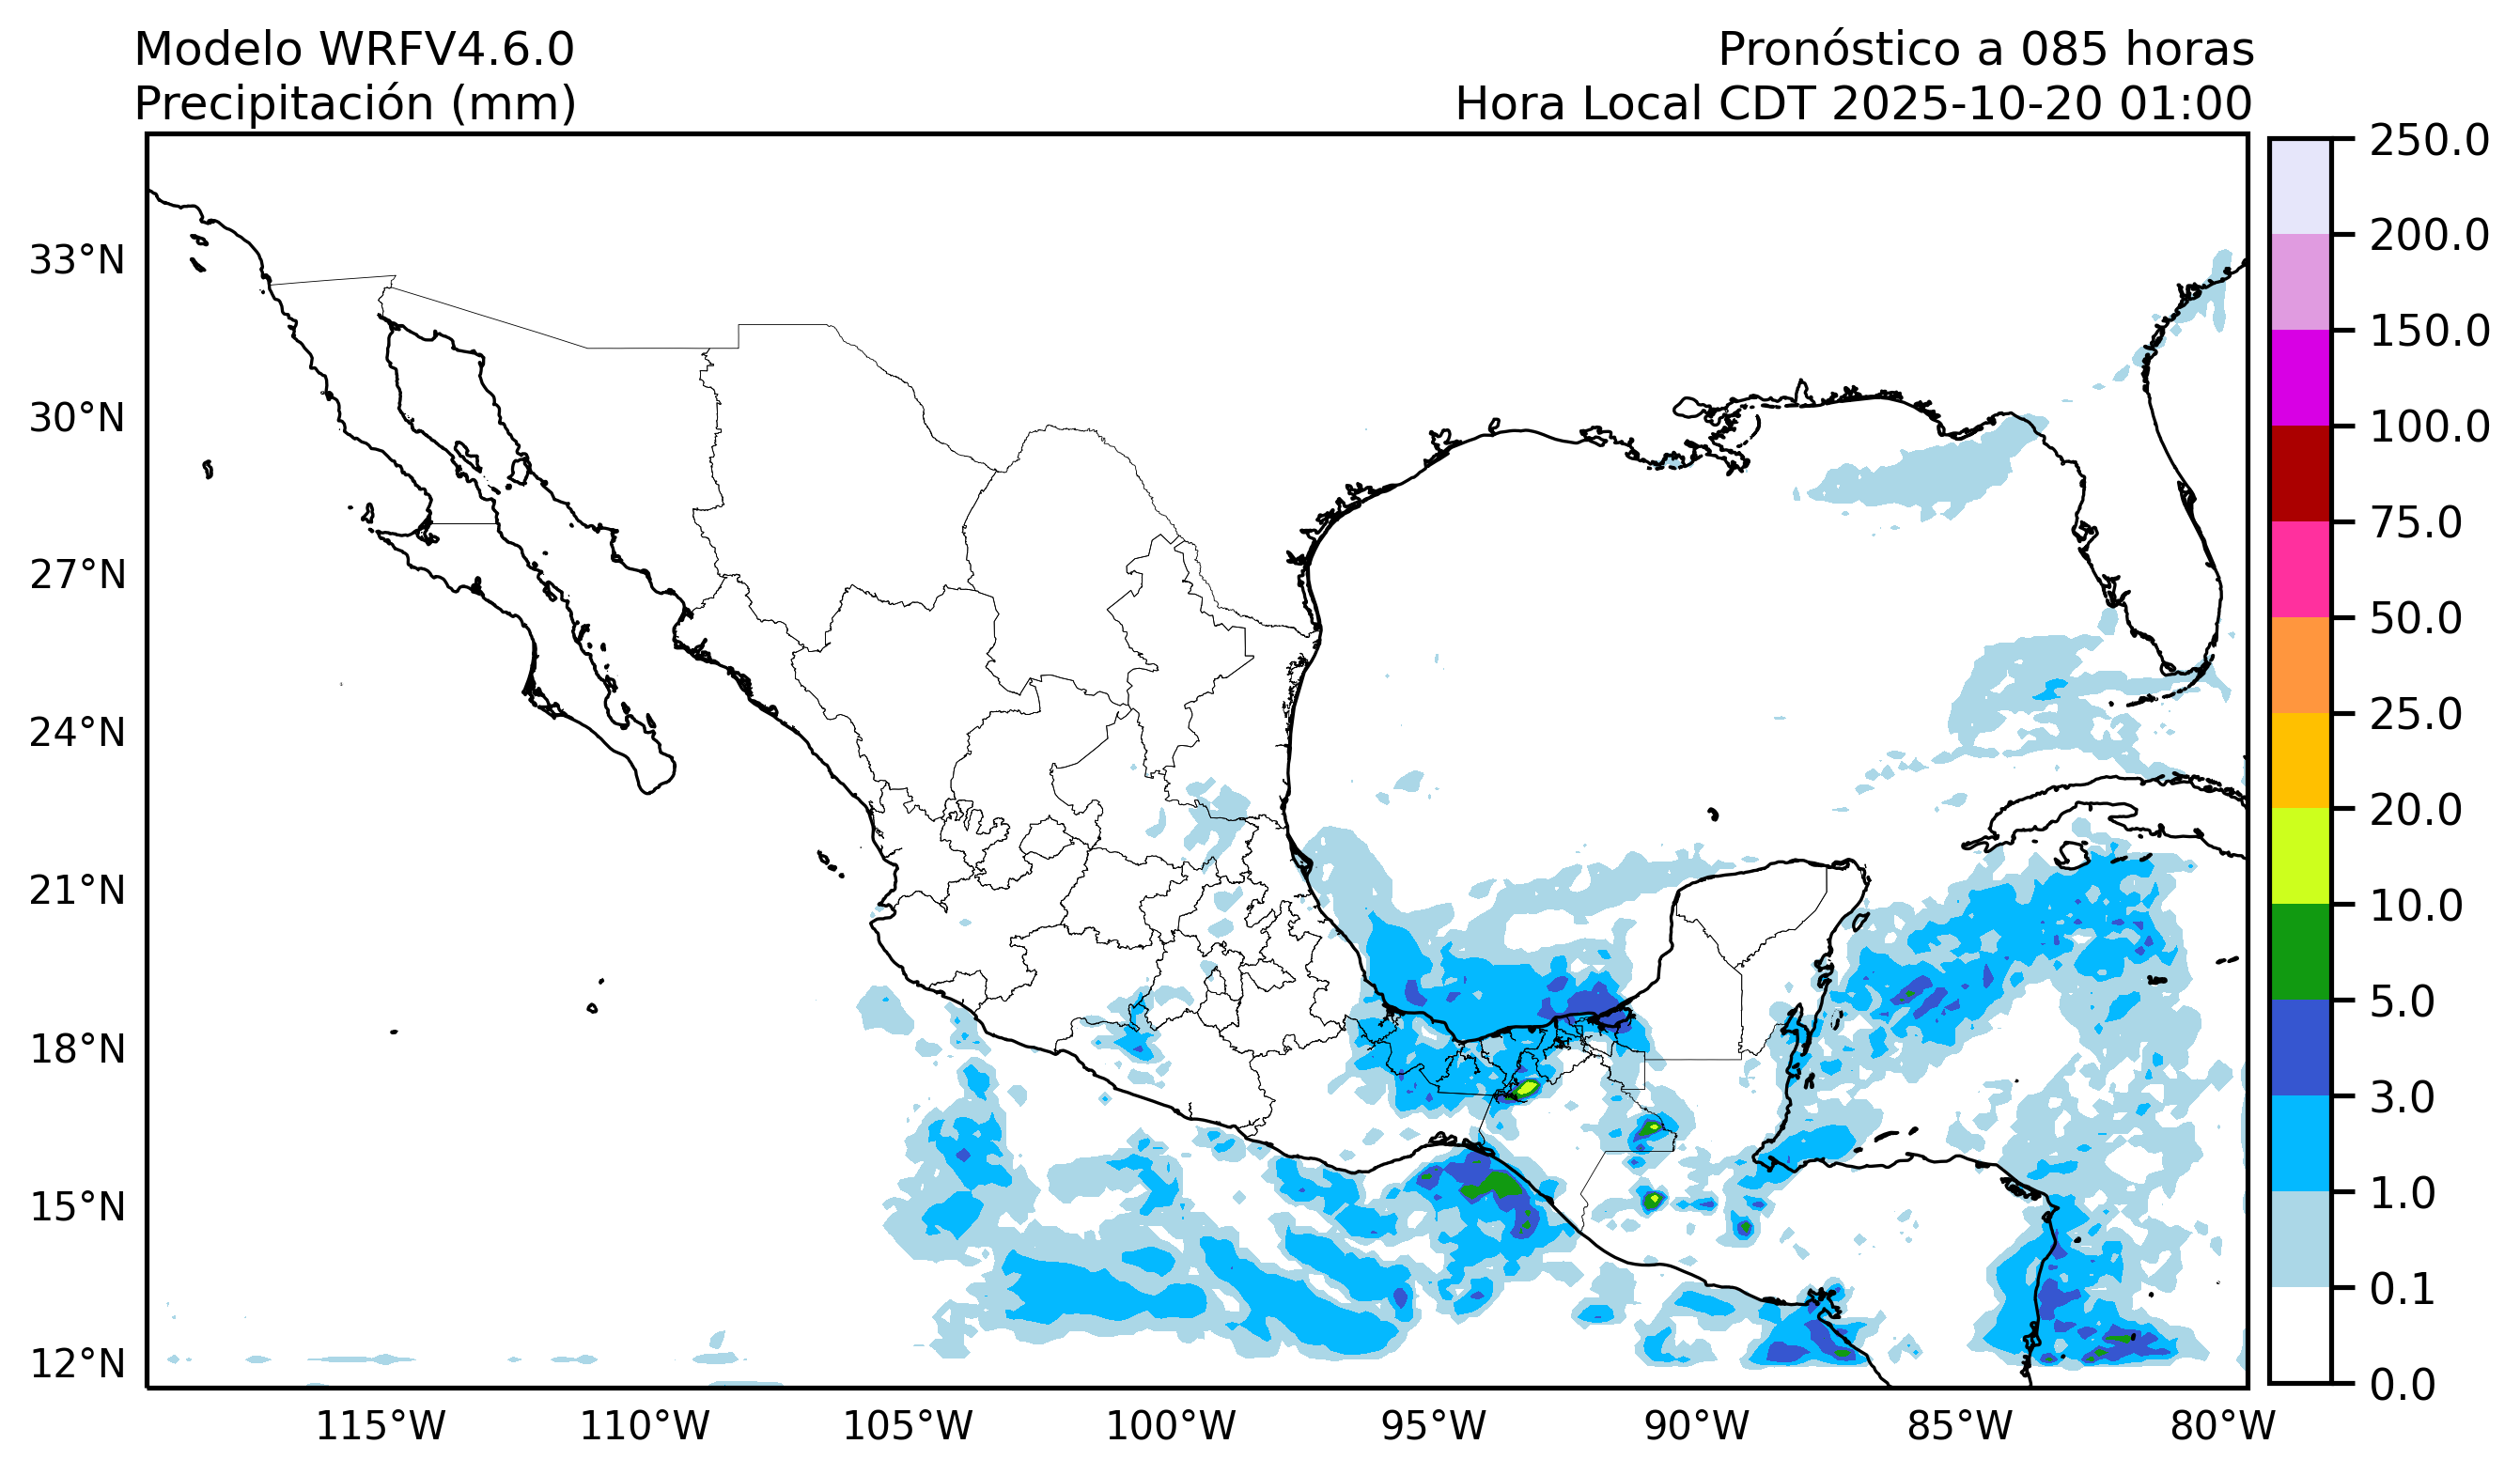 Modelo WRFV4.6.0
Precipitación (mm)
Pronóstico a 085 horas
Hora Local CDT 2025-10-20 01:00
33°N
30°N
27°N
24°N
21°N
18°N
15°N
12°N
115°W
110°W
105°W
100°W
95°W
90°W
85°W
80°W
250.0
200.0
150.0
100.0
75.0
50.0
25.0
20.0
10.0
5.0
3.0
1.0
0.1
0.0